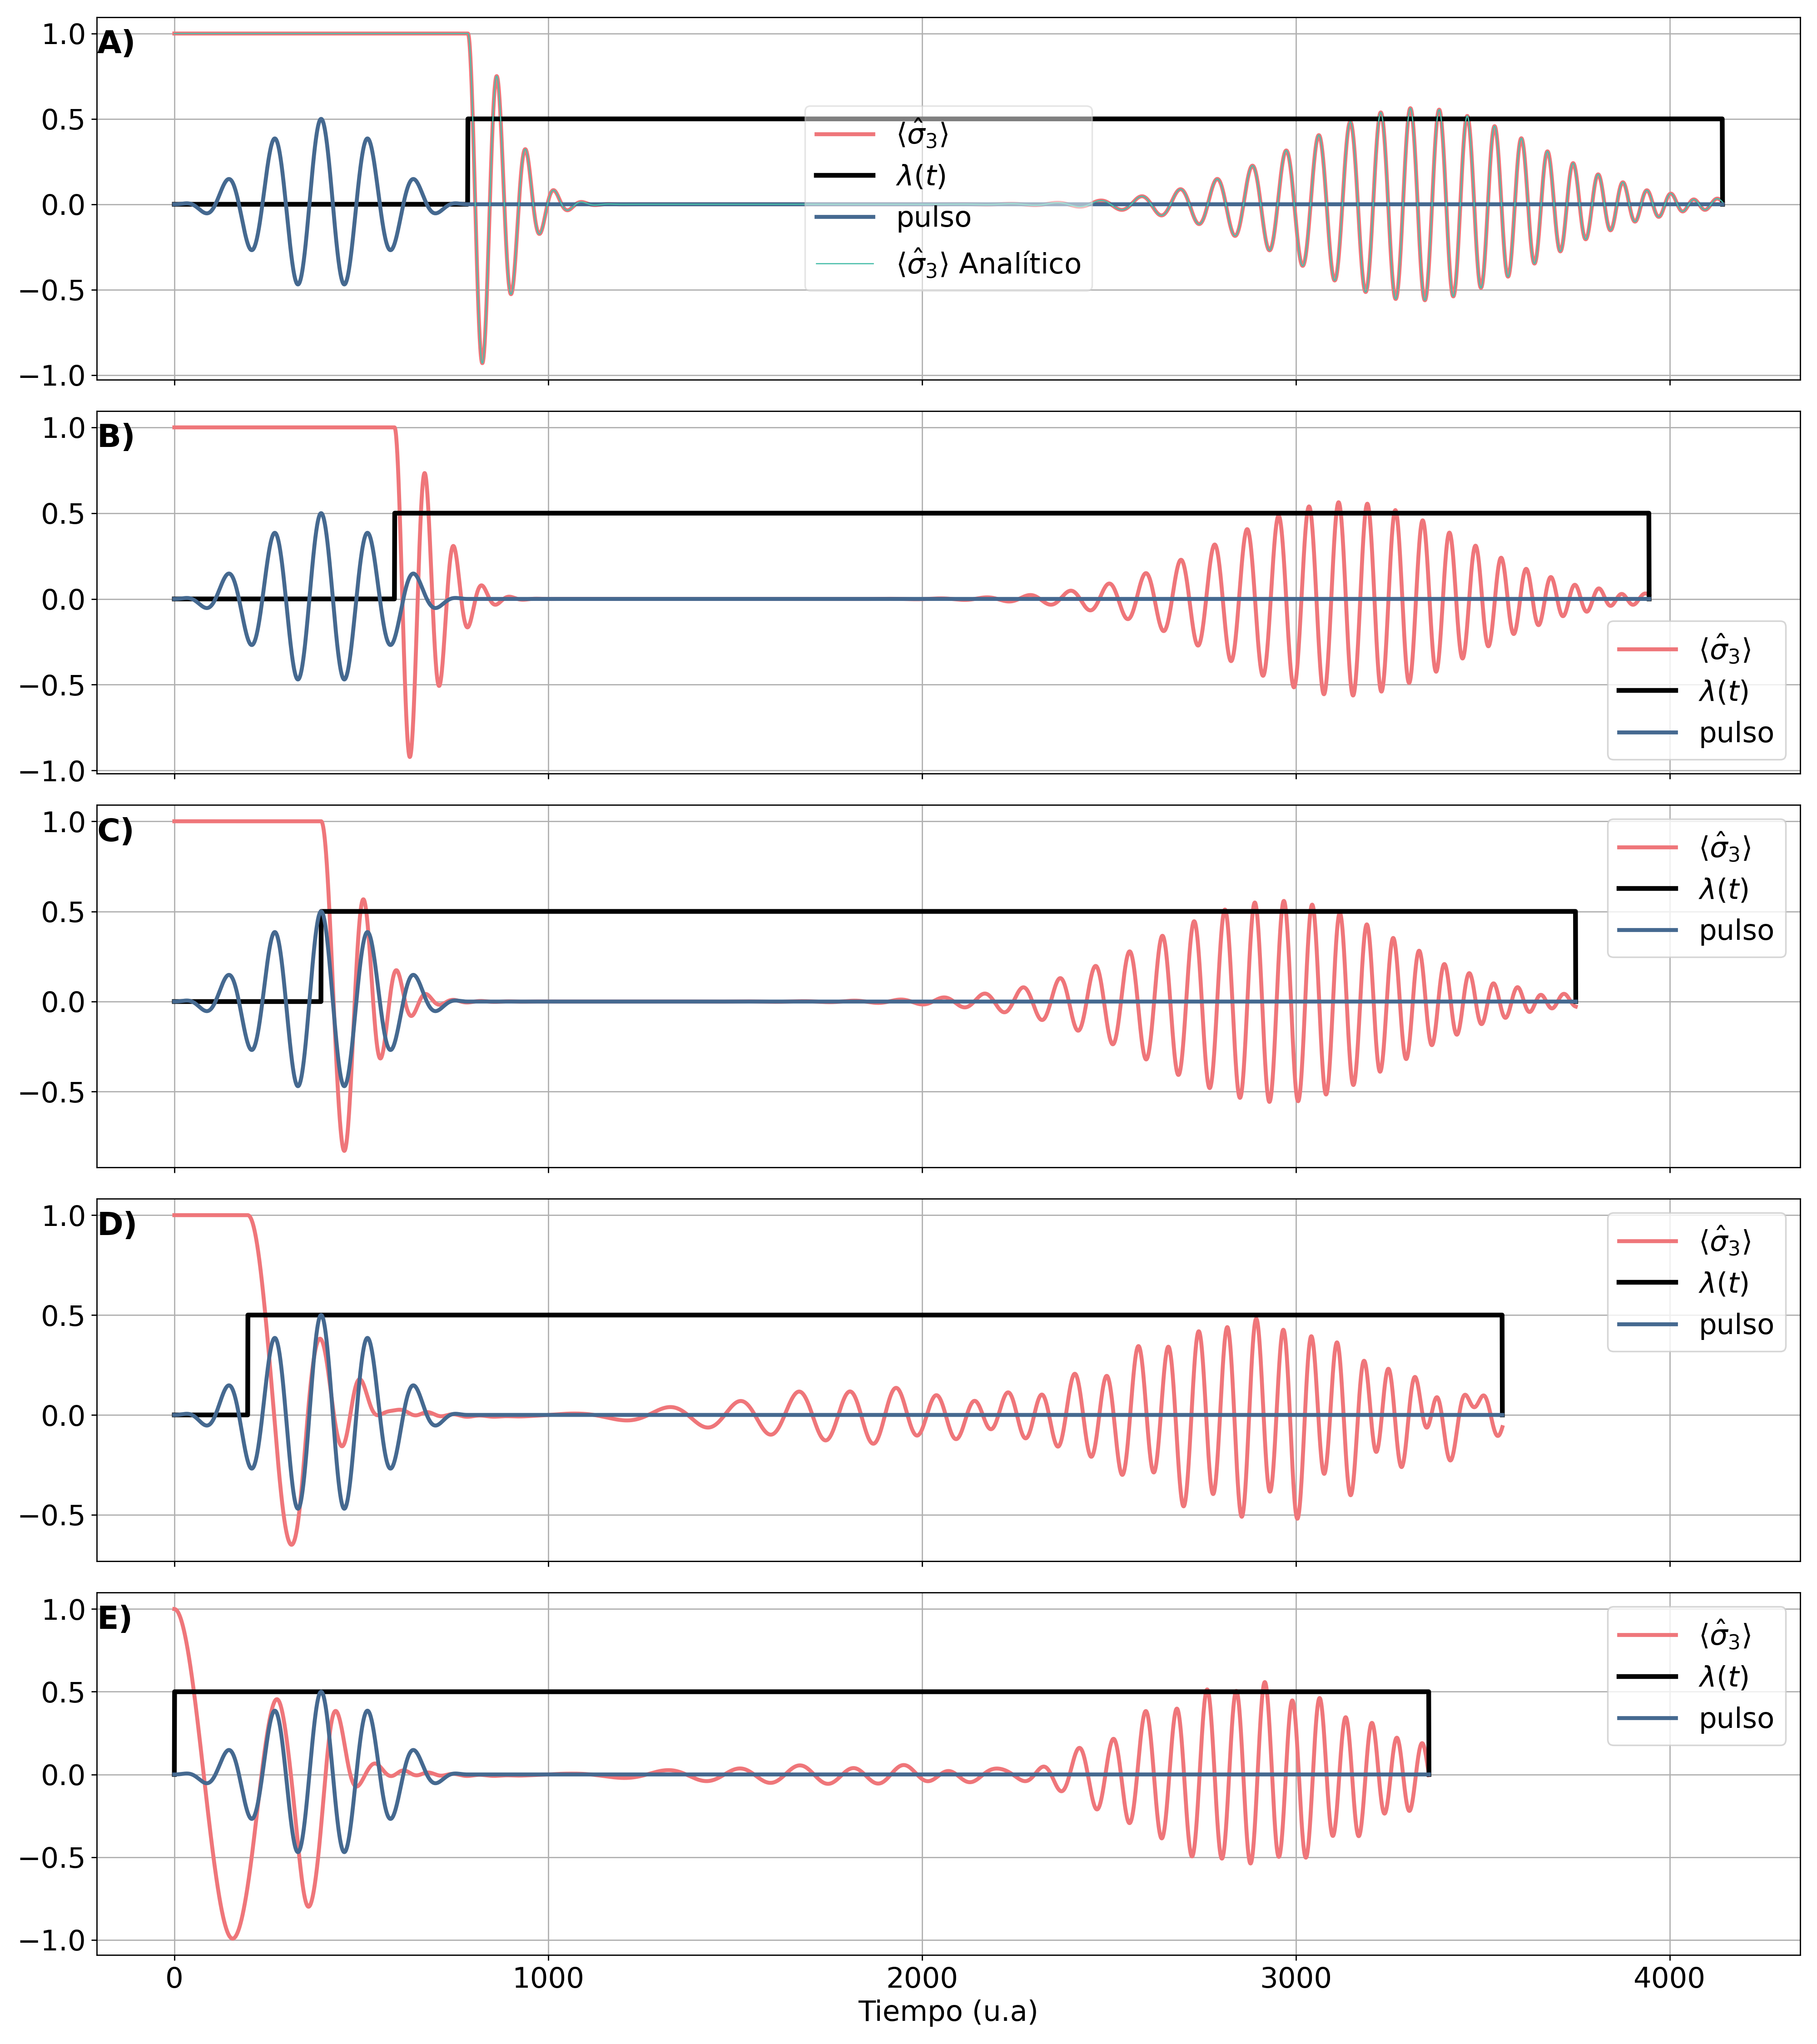 A)
1.0
0.5
0.0
−0.5
−1.0
⟨σ̂₃⟩
λ(t)
pulso
⟨σ̂₃⟩ Analítico
B)
1.0
0.5
0.0
−0.5
−1.0
⟨σ̂₃⟩
λ(t)
pulso
C)
1.0
0.5
0.0
−0.5
⟨σ̂₃⟩
λ(t)
pulso
D)
1.0
0.5
0.0
−0.5
⟨σ̂₃⟩
λ(t)
pulso
E)
1.0
0.5
0.0
−0.5
−1.0
⟨σ̂₃⟩
λ(t)
pulso
0 1000 2000 3000 4000
Tiempo (u.a)